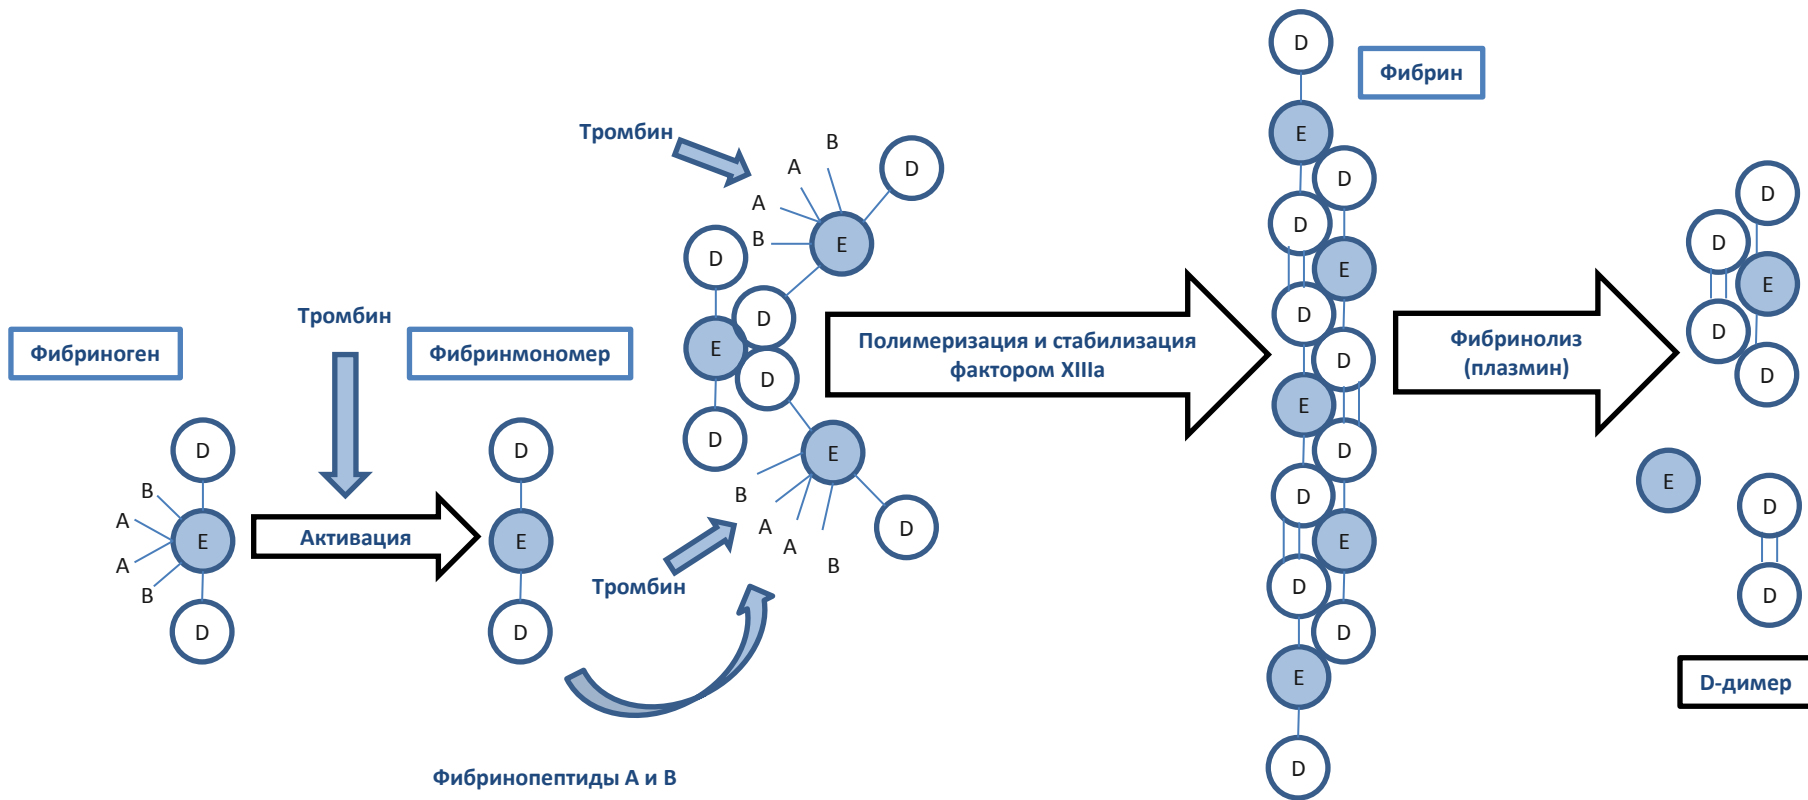 Фибриноген
D
B
A
E
A
B
D
Тромбин
Активация
Фибринмономер
D
E
D
Тромбин
B
A
A
B
E
D
D
E
D
D
D
E
D
B
A
A
B
Тромбин
Фибринопептиды А и В
Полимеризация и стабилизация
фактором XIIIa
Фибрин
D
E
D
D
E
D
D
E
D
D
D
E
D
E
D
D
Фибринолиз
(плазмин)
D
D
E
D
D
E
D
D
D-димер